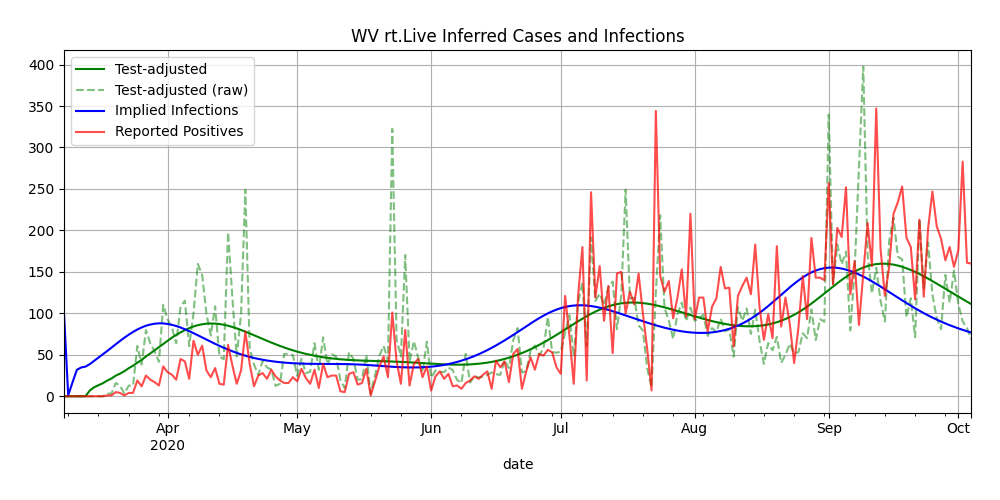 WV rt.Live Inferred Cases and Infections
Test-adjusted
Test-adjusted (raw)
Implied Infections
Reported Positives
400
350
300
250
200
150
100
50
0
Apr May Jun Jul Aug Sep Oct
2020
date